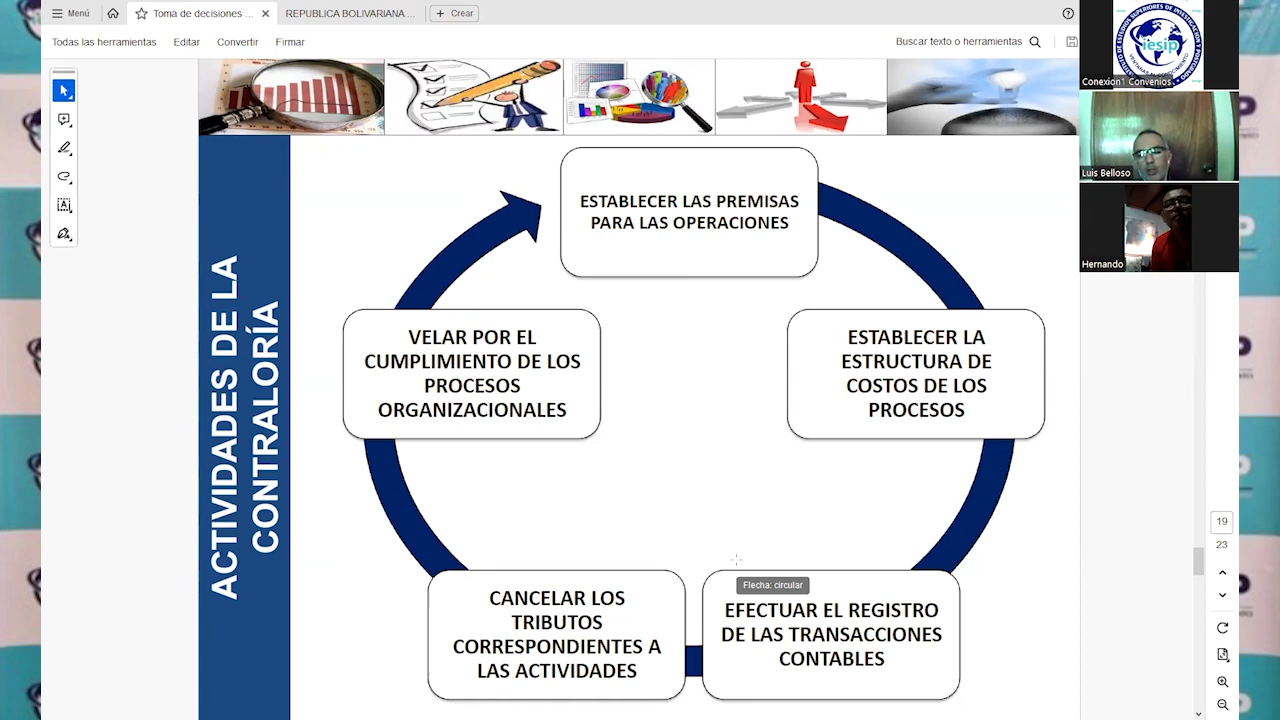 Menú
Toma de decisiones ...
REPUBLICA BOLIVARIANA ...
Crear
Todas las herramientas
Editar
Convertir
Firmar
Buscar texto o herramientas
iesip
Conexion1 Convenios
Luis Belloso
Hernando
ACTIVIDADES DE LA
CONTRALORÍA
ESTABLECER LAS PREMISAS
PARA LAS OPERACIONES
VELAR POR EL
CUMPLIMIENTO DE LOS
PROCESOS
ORGANIZACIONALES
ESTABLECER LA
ESTRUCTURA DE
COSTOS DE LOS
PROCESOS
CANCELAR LOS
TRIBUTOS
CORRESPONDIENTES A
LAS ACTIVIDADES
Flecha: circular
EFECTUAR EL REGISTRO
DE LAS TRANSACCIONES
CONTABLES
19
23